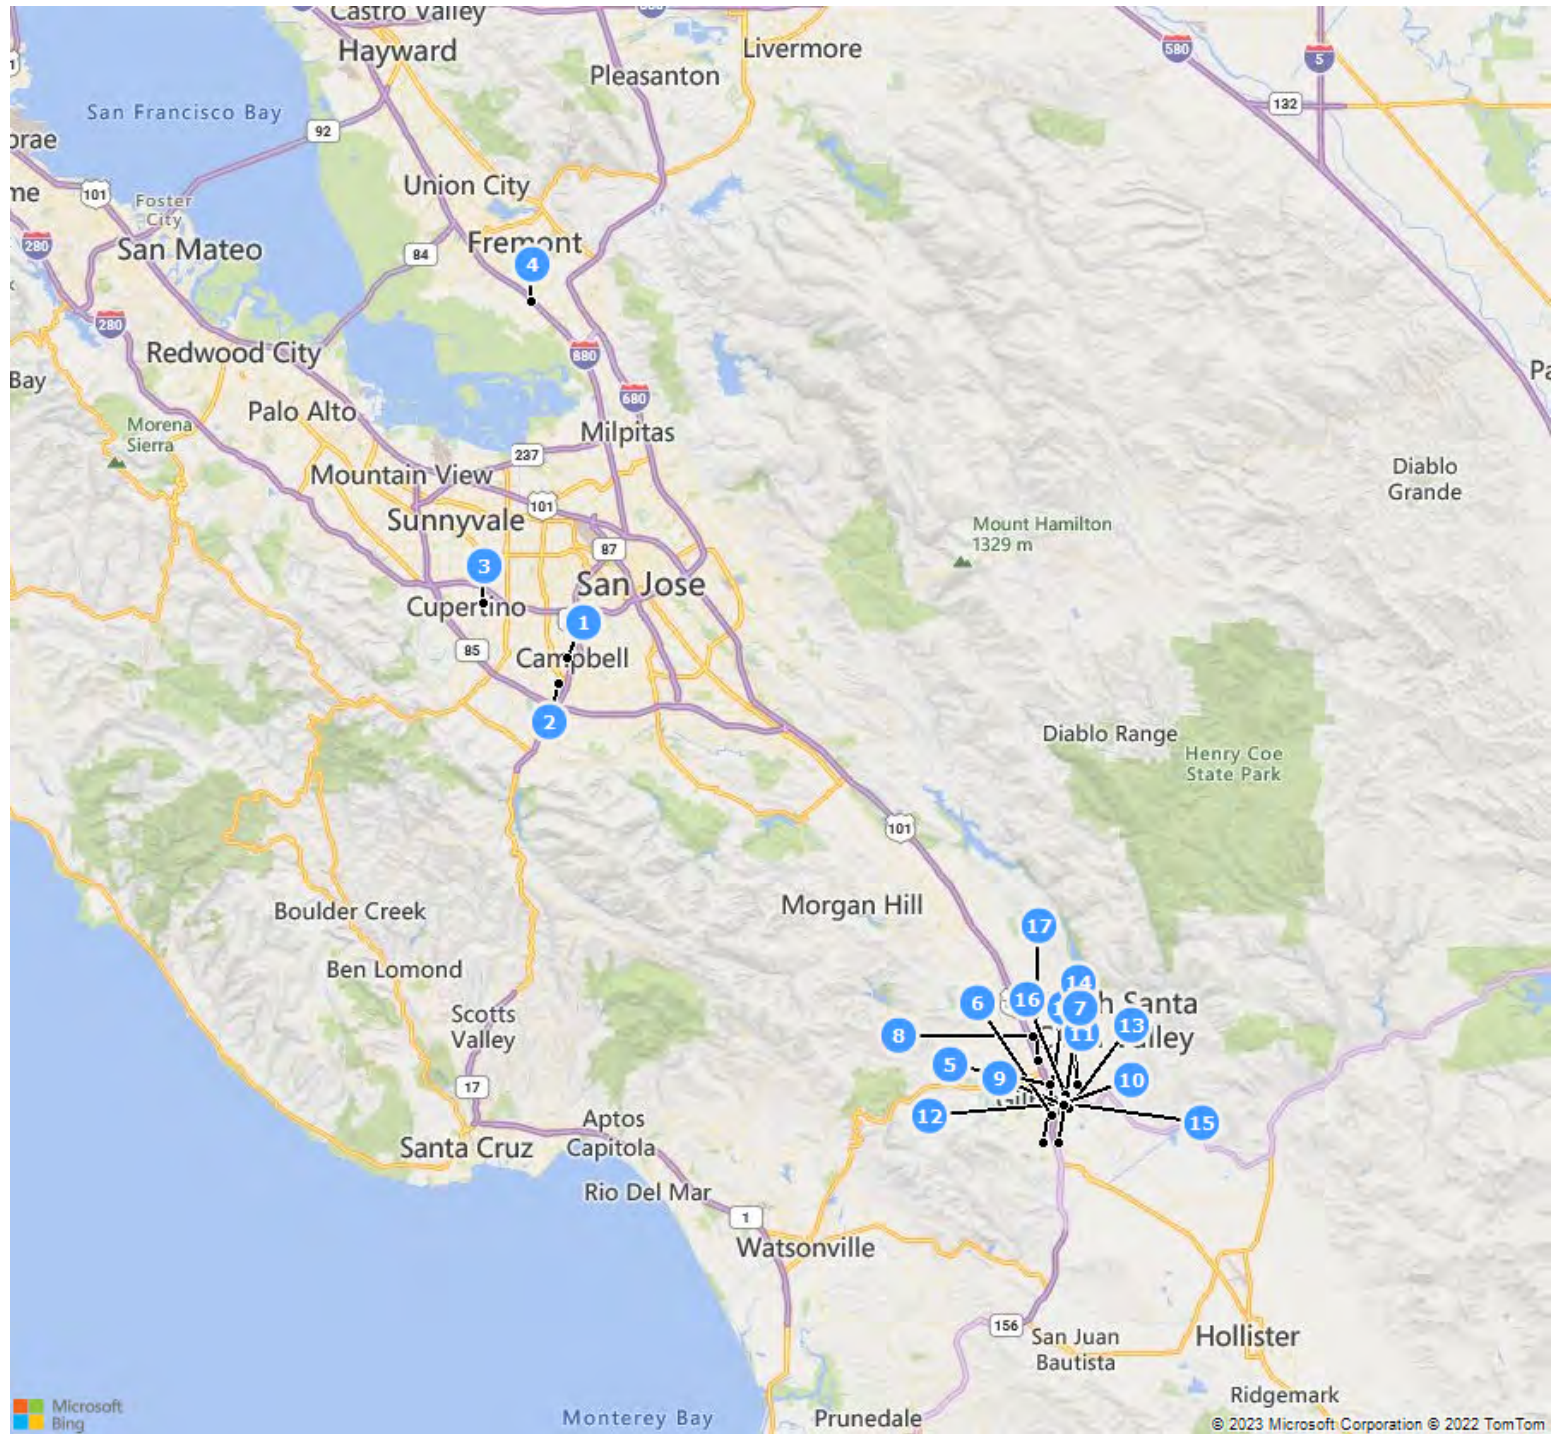 Castro Valley
Hayward
Livermore
Pleasanton
580
5
132
San Francisco Bay
92
Union City
101
Foster
City
Fremont
San Mateo
280
84
4
280
Redwood City
880
Bay
680
Palo Alto
Morena
Sierra
Milpitas
237
Mountain View
Diablo
Grande
101
Sunnyvale
Mount Hamilton
1329 m
87
3
San Jose
Cupertino
1
85
Campbell
2
Diablo Range
Henry Coe
State Park
101
Morgan Hill
Boulder Creek
17
Ben Lomond
14
6
16
7
Santa
Scotts
Valley
8
11
13
5
9
10
17
12
15
Aptos
Capitola
Santa Cruz
Rio Del Mar
1
Watsonville
156
San Juan
Bautista
Hollister
Ridgemark
Monterey Bay
Prunedale
Microsoft
Bing
© 2023 Microsoft Corporation © 2022 TomTom